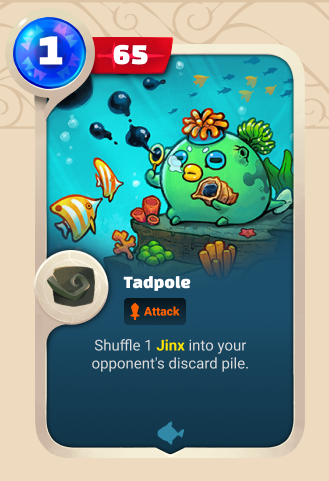 1
65
Tadpole
Attack
Shuffle 1 Jinx into your
opponent's discard pile.